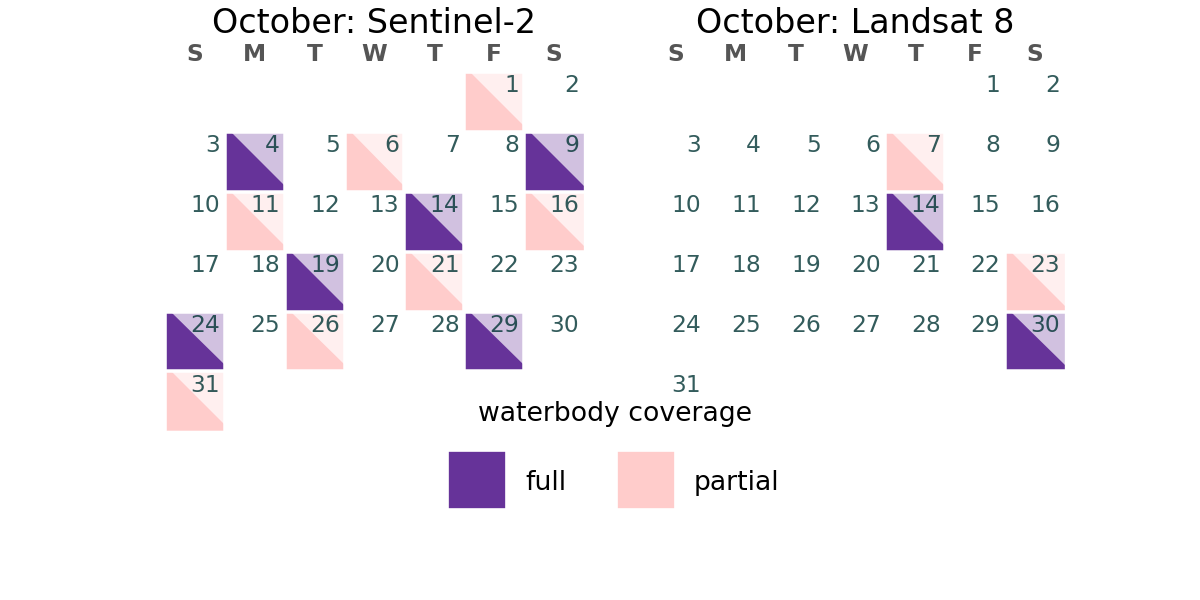 October: Sentinel-2
S M T W T F S
1 2
3 4 5 6 7 8 9
10 11 12 13 14 15 16
17 18 19 20 21 22 23
24 25 26 27 28 29 30
31
October: Landsat 8
S M T W T F S
1 2
3 4 5 6 7 8 9
10 11 12 13 14 15 16
17 18 19 20 21 22 23
24 25 26 27 28 29 30
31
waterbody coverage
full
partial